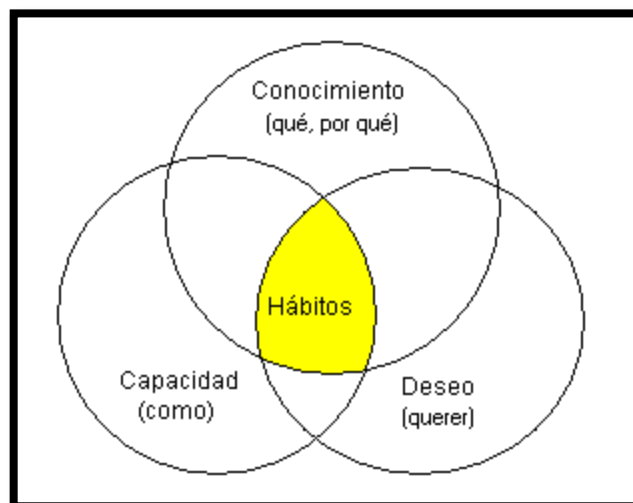 Conocimiento
(qué, por qué)
Hábitos
Capacidad
(como)
Deseo
(querer)